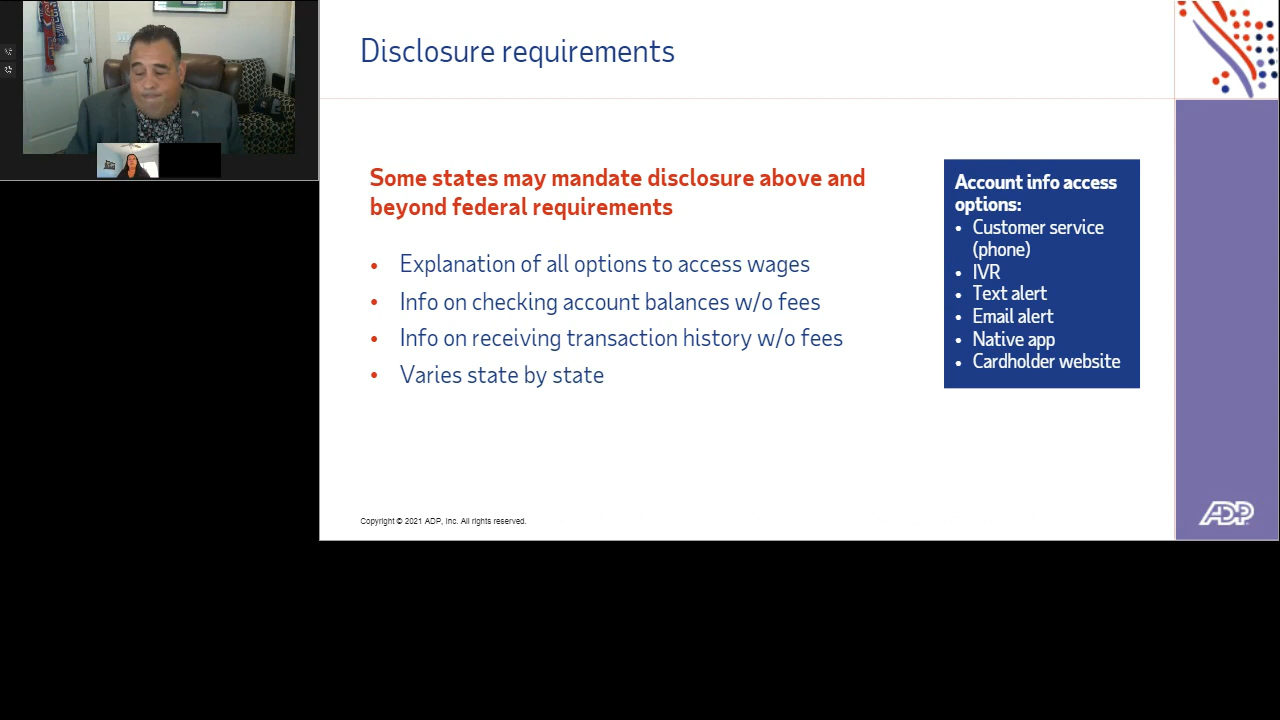 Disclosure requirements
Some states may mandate disclosure above and
beyond federal requirements
• Explanation of all options to access wages
• Info on checking account balances w/o fees
• Info on receiving transaction history w/o fees
• Varies state by state
Account info access
options:
• Customer service
(phone)
• IVR
• Text alert
• Email alert
• Native app
• Cardholder website
Copyright © 2021 ADP, Inc. All rights reserved.
ADP